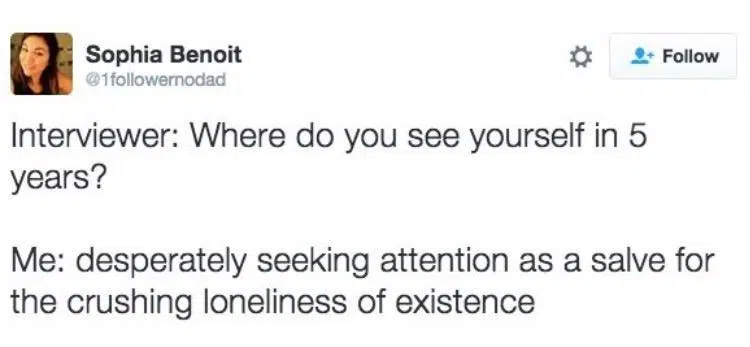 Sophia Benoit
@1followernodad
Follow
Interviewer: Where do you see yourself in 5
years?
Me: desperately seeking attention as a salve for
the crushing loneliness of existence